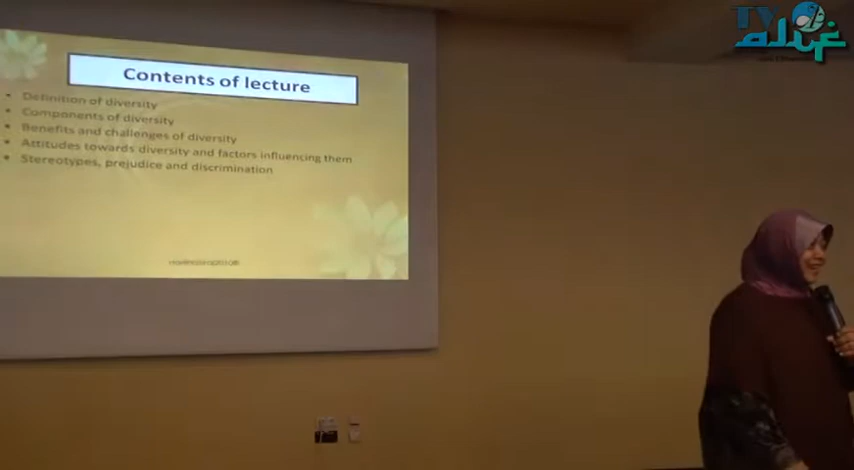 TV
Contents of lecture
• Definition of diversity
• Components of diversity
• Benefits and challenges of diversity
• Attitudes towards diversity and factors influencing them
• Stereotypes, prejudice and discrimination